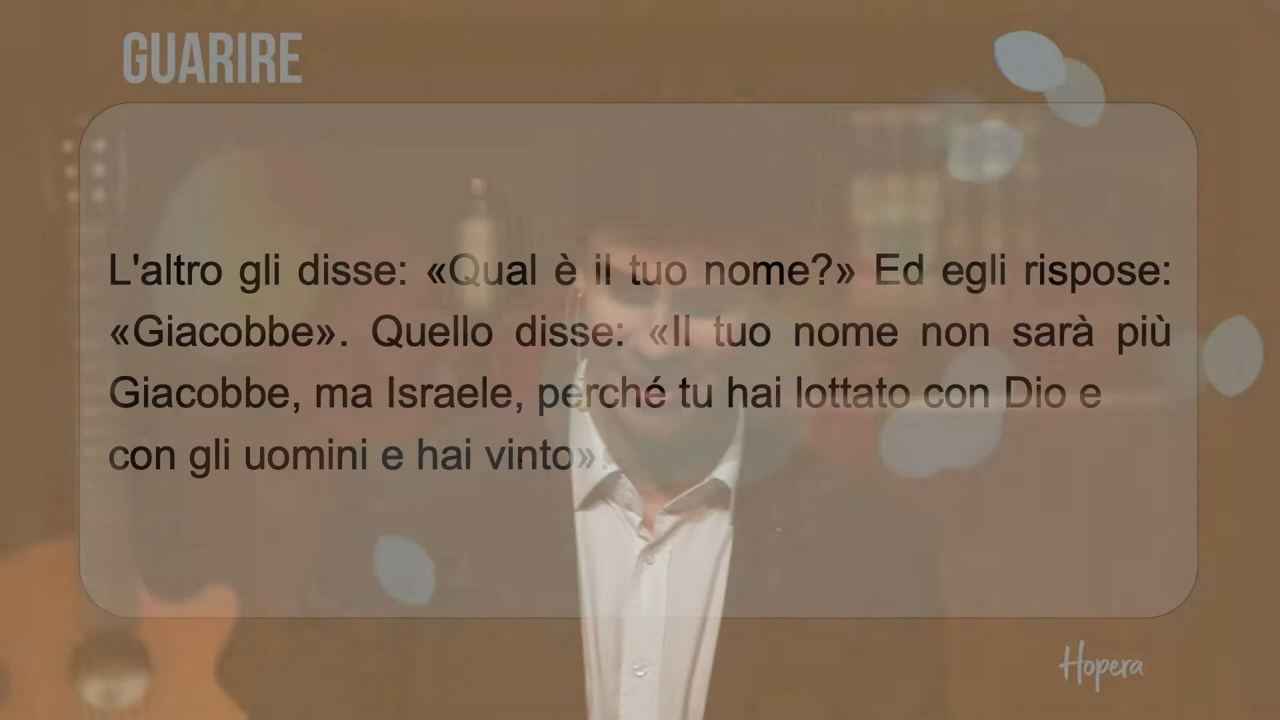 GUARIRE
L'altro gli disse: «Qual è il tuo nome?» Ed egli rispose:
«Giacobbe». Quello disse: «Il tuo nome non sarà più
Giacobbe, ma Israele, perché tu hai lottato con Dio e
con gli uomini e hai vinto».
Hopera